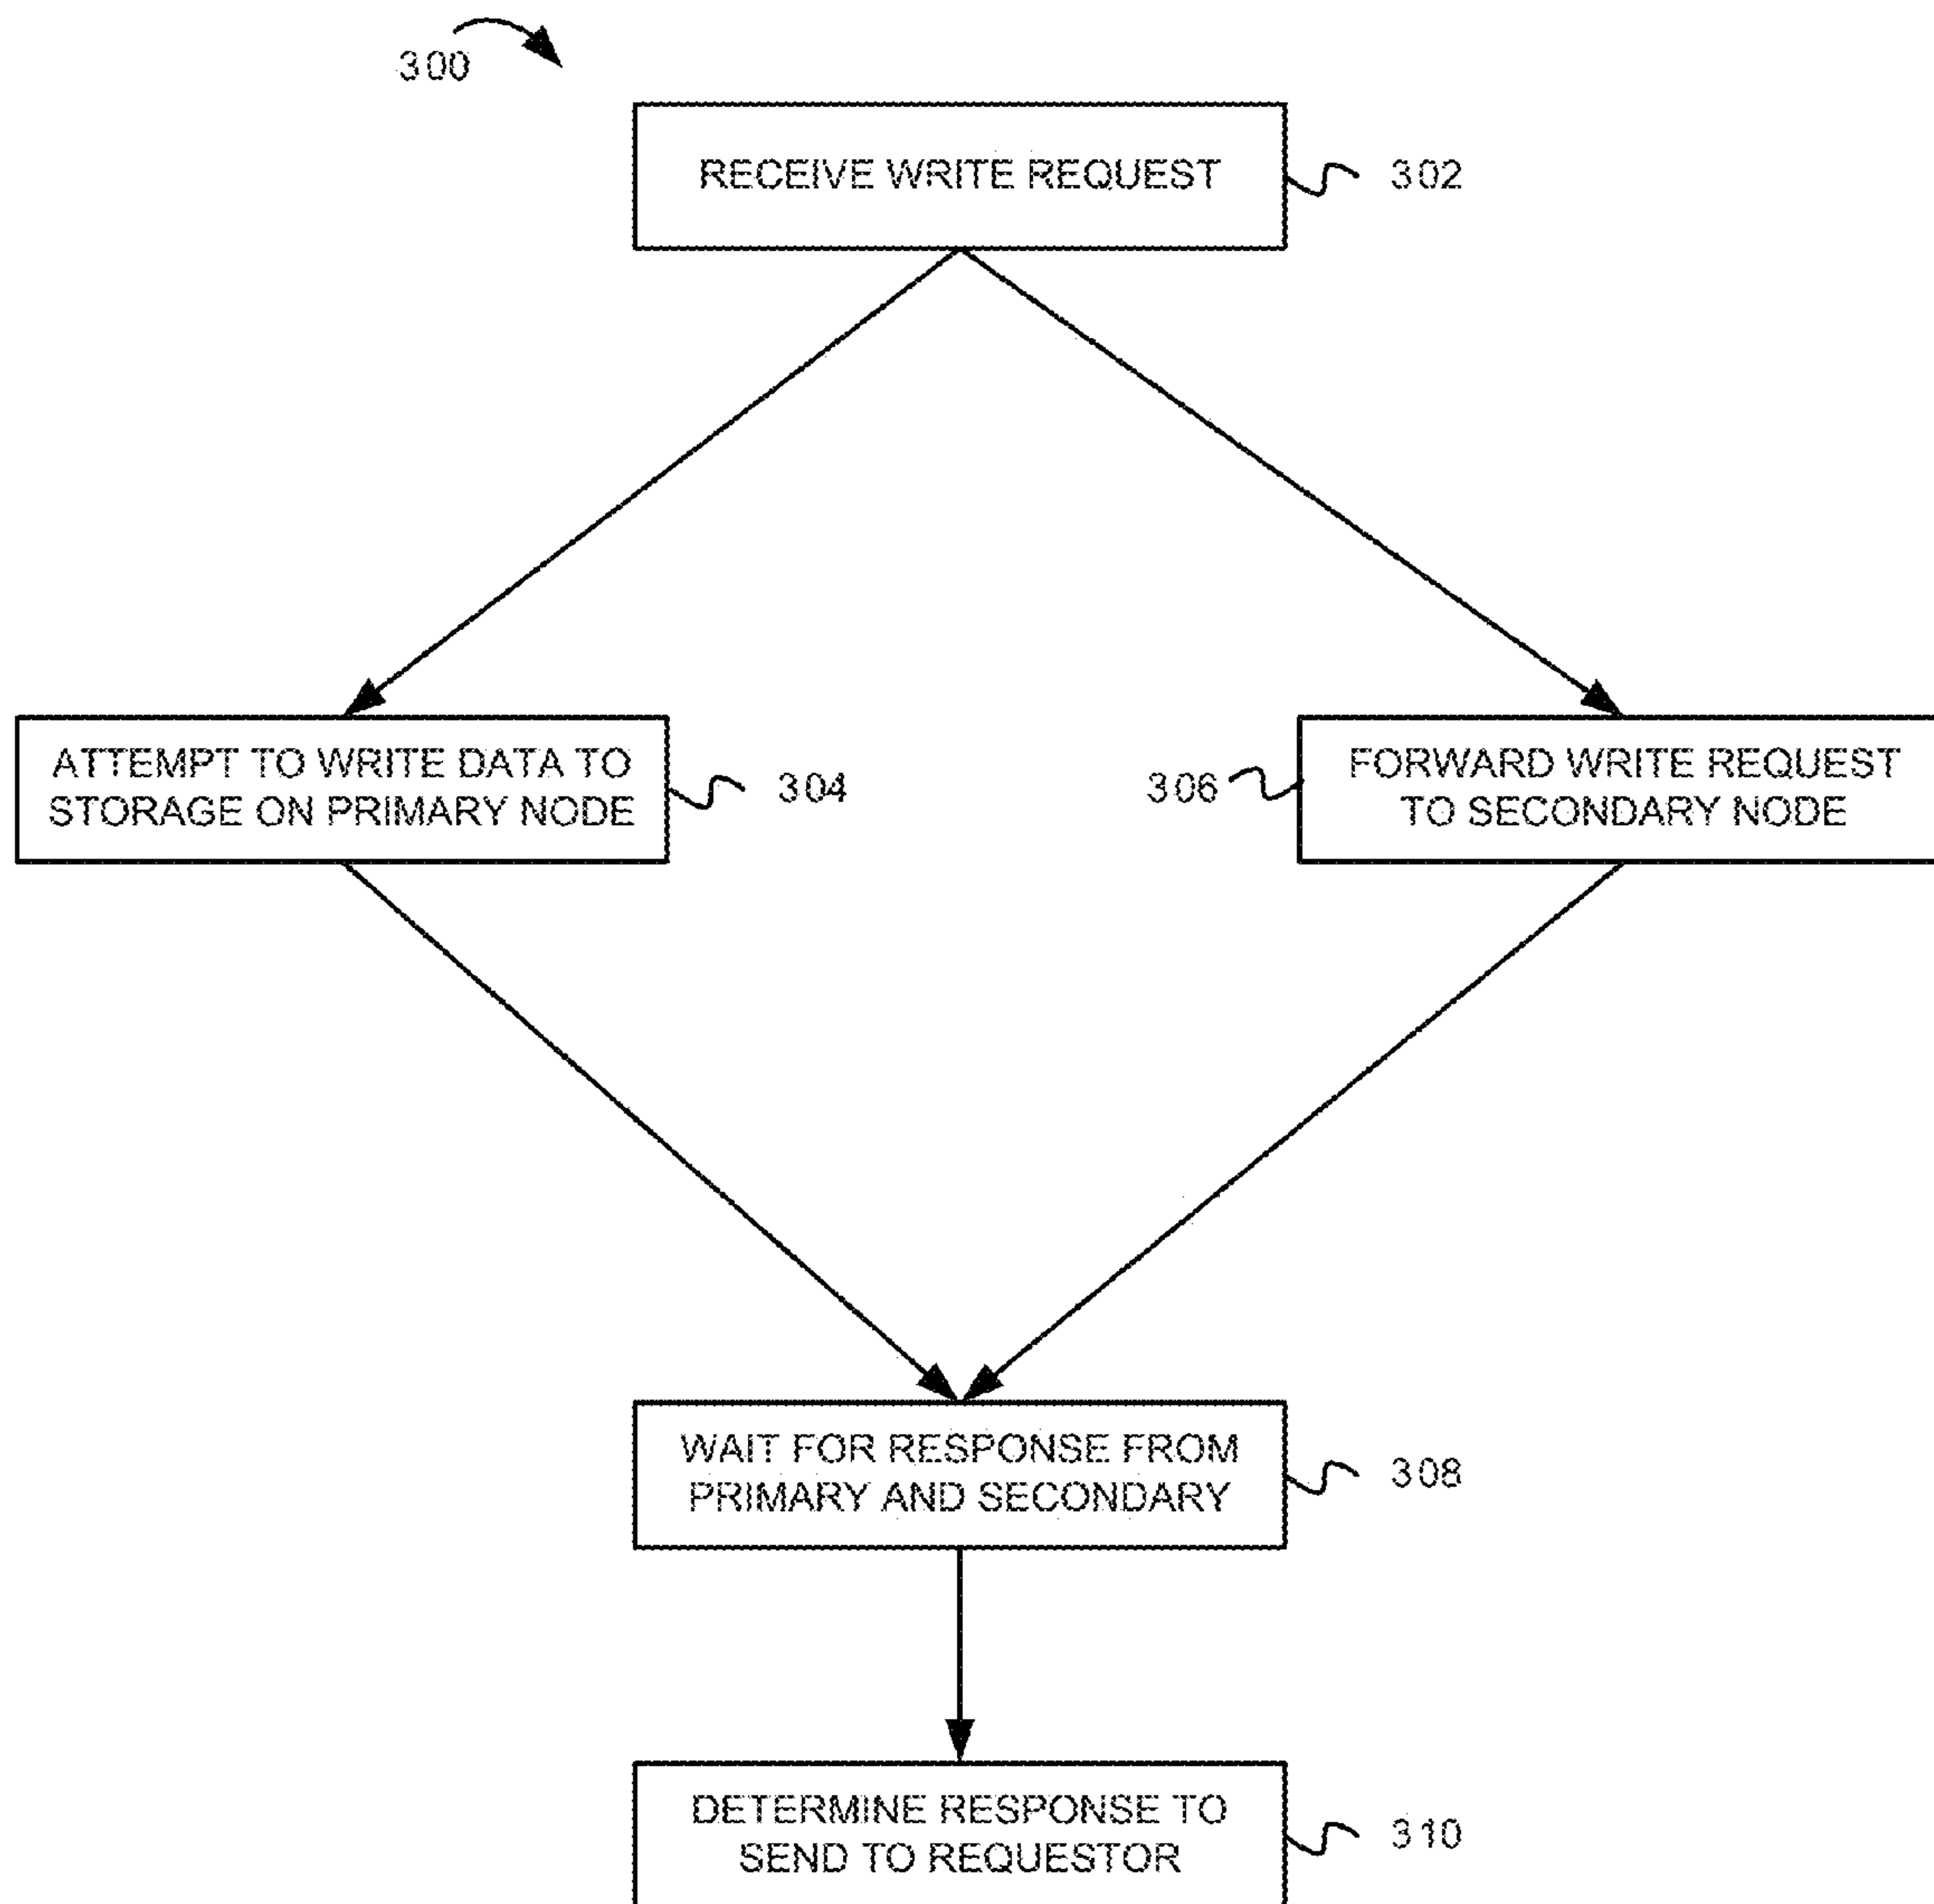 300
RECEIVE WRITE REQUEST
302
ATTEMPT TO WRITE DATA TO
STORAGE ON PRIMARY NODE
304
306
FORWARD WRITE REQUEST
TO SECONDARY NODE
WAIT FOR RESPONSE FROM
PRIMARY AND SECONDARY
308
DETERMINE RESPONSE TO
SEND TO REQUESTOR
310